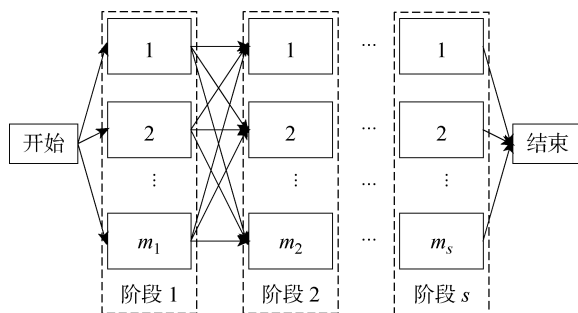 1 1 … 1
开始 2 2 … 2 结束
⋮ ⋮ … ⋮
m₁ m₂ … mₛ
阶段 1 阶段 2 阶段 s